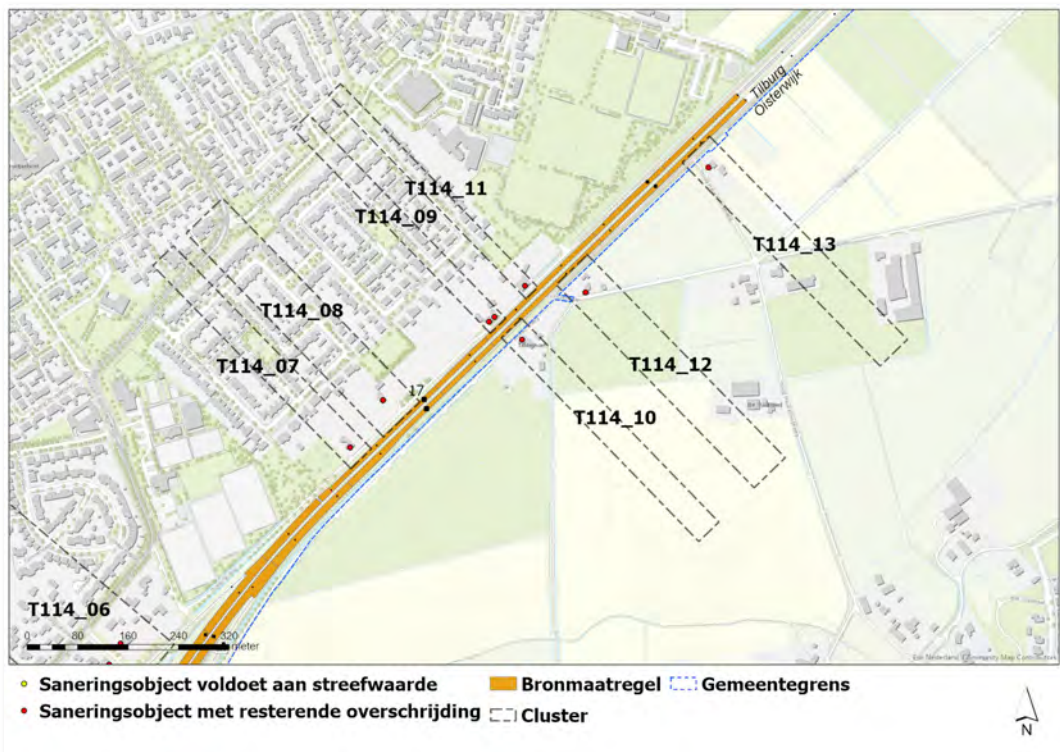 Tilburg
Oisterwijk
T114_11
T114_09
T114_13
T114_08
T114_07
T114_12
17
T114_10
T114_06
0 80 160 240 320
meter
Saneringsobject voldoet aan streefwaarde
Bronmaatregel
Gemeentegrens
Saneringsobject met resterende overschrijding
Cluster
N